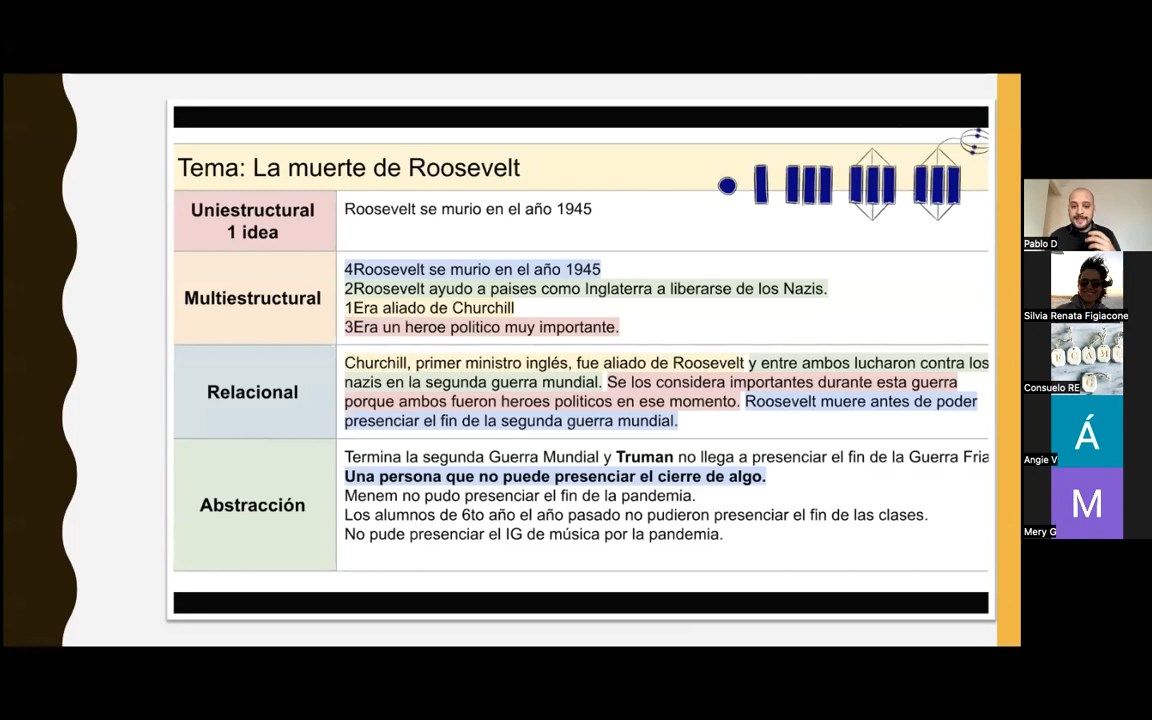 Tema: La muerte de Roosevelt
Uniestructural
1 idea
Roosevelt se murio en el año 1945
Multiestructural
4Roosevelt se murio en el año 1945
2Roosevelt ayudo a paises como Inglaterra a liberarse de los Nazis.
1Era aliado de Churchill
3Era un heroe politico muy importante.
Relacional
Churchill, primer ministro inglés, fue aliado de Roosevelt y entre ambos lucharon contra los
nazis en la segunda guerra mundial. Se los considera importantes durante esta guerra
porque ambos fueron heroes politicos en ese momento. Roosevelt muere antes de poder
presenciar el fin de la segunda guerra mundial.
Abstracción
Termina la segunda Guerra Mundial y Truman no llega a presenciar el fin de la Guerra Fria
Una persona que no puede presenciar el cierre de algo.
Menem no pudo presenciar el fin de la pandemia.
Los alumnos de 6to año el año pasado no pudieron presenciar el fin de las clases.
No pude presenciar el IG de música por la pandemia.
Pablo D
Silvia Renata Figiacone
Consuelo RE
Á
Angie V
M
Mery G